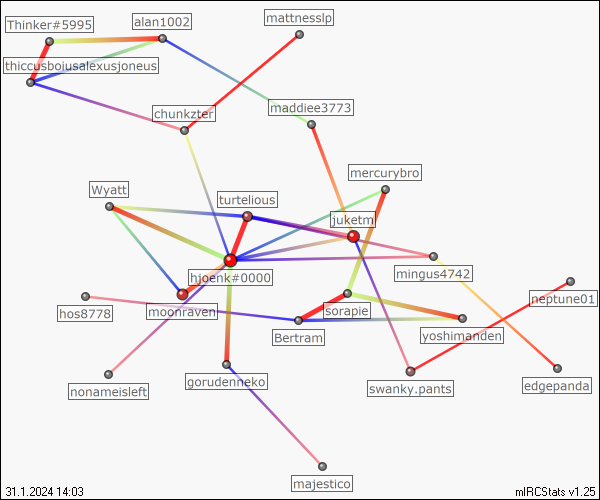 mattnesslp
Thinker#5995
alan1002
thiccusboiusalexusjoneus
chunkzter
maddiee3773
mercurybro
Wyatt
turtelious
juketm
mingus4742
hjoenk#0000
neptune01
hos8778
moonraven
sorapie
Bertram
yoshimanden
nonameisleft
gorudenneko
swanky.pants
edgepanda
majestico
31.1.2024 14:03
mIRCStats v1.25